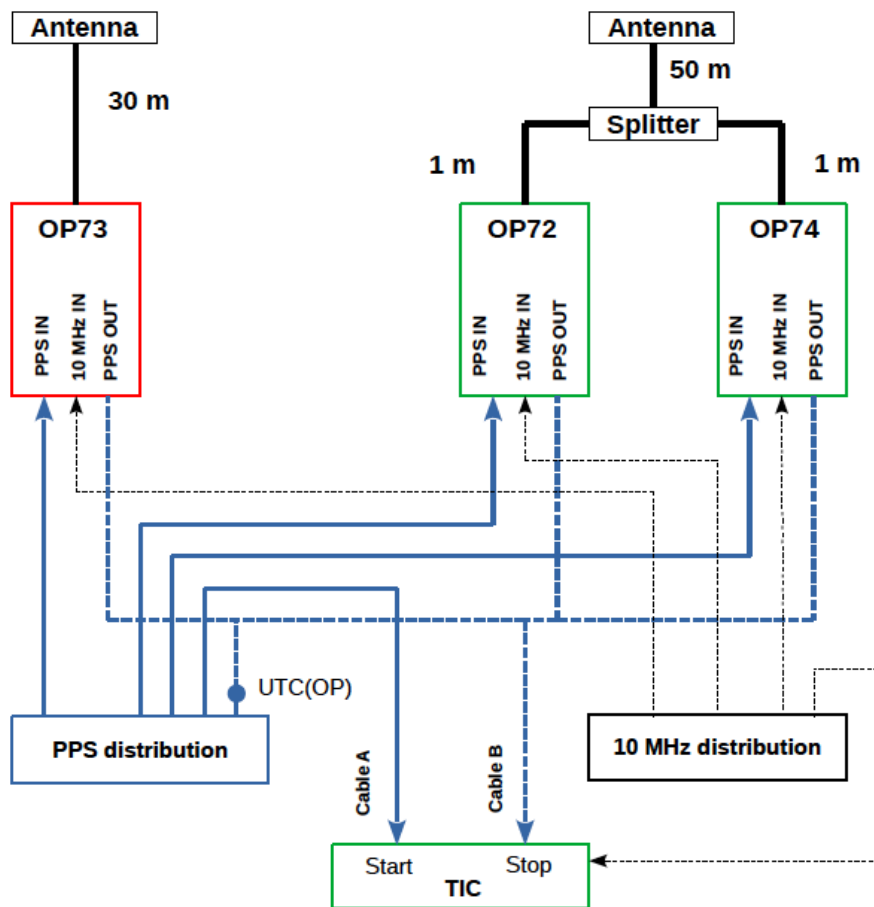 Antenna
Antenna
50 m
30 m
Splitter
1 m
1 m
OP73
OP72
OP74
PPS IN
10 MHz IN
PPS OUT
PPS IN
10 MHz IN
PPS OUT
PPS IN
10 MHz IN
PPS OUT
UTC(OP)
PPS distribution
10 MHz distribution
Cable A
Cable B
Start
Stop
TIC